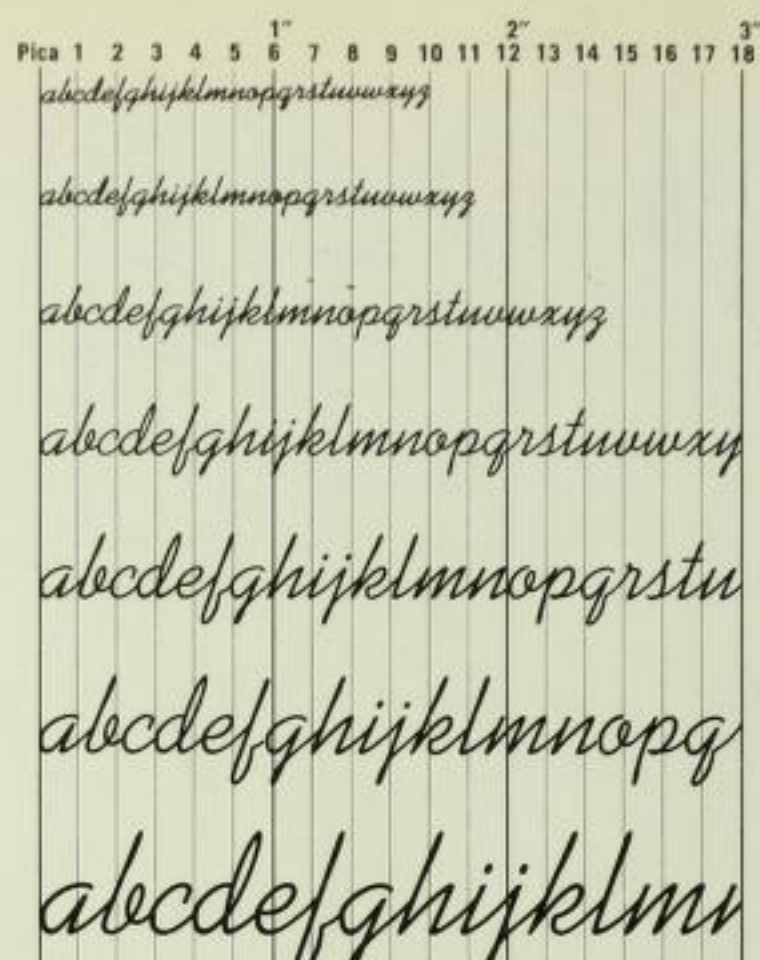 1″ 2″ 3″
Pica 1 2 3 4 5 6 7 8 9 10 11 12 13 14 15 16 17 18
abcdefghijklmnopqrstuvwxyz
abcdefghijklmnopqrstuvwxyz
abcdefghijklmnopqrstuvwxyz
abcdefghijklmnopqrstuvwxy
abcdefghijklmnopqrstu
abcdefghijklmnopq
abcdefghijklm